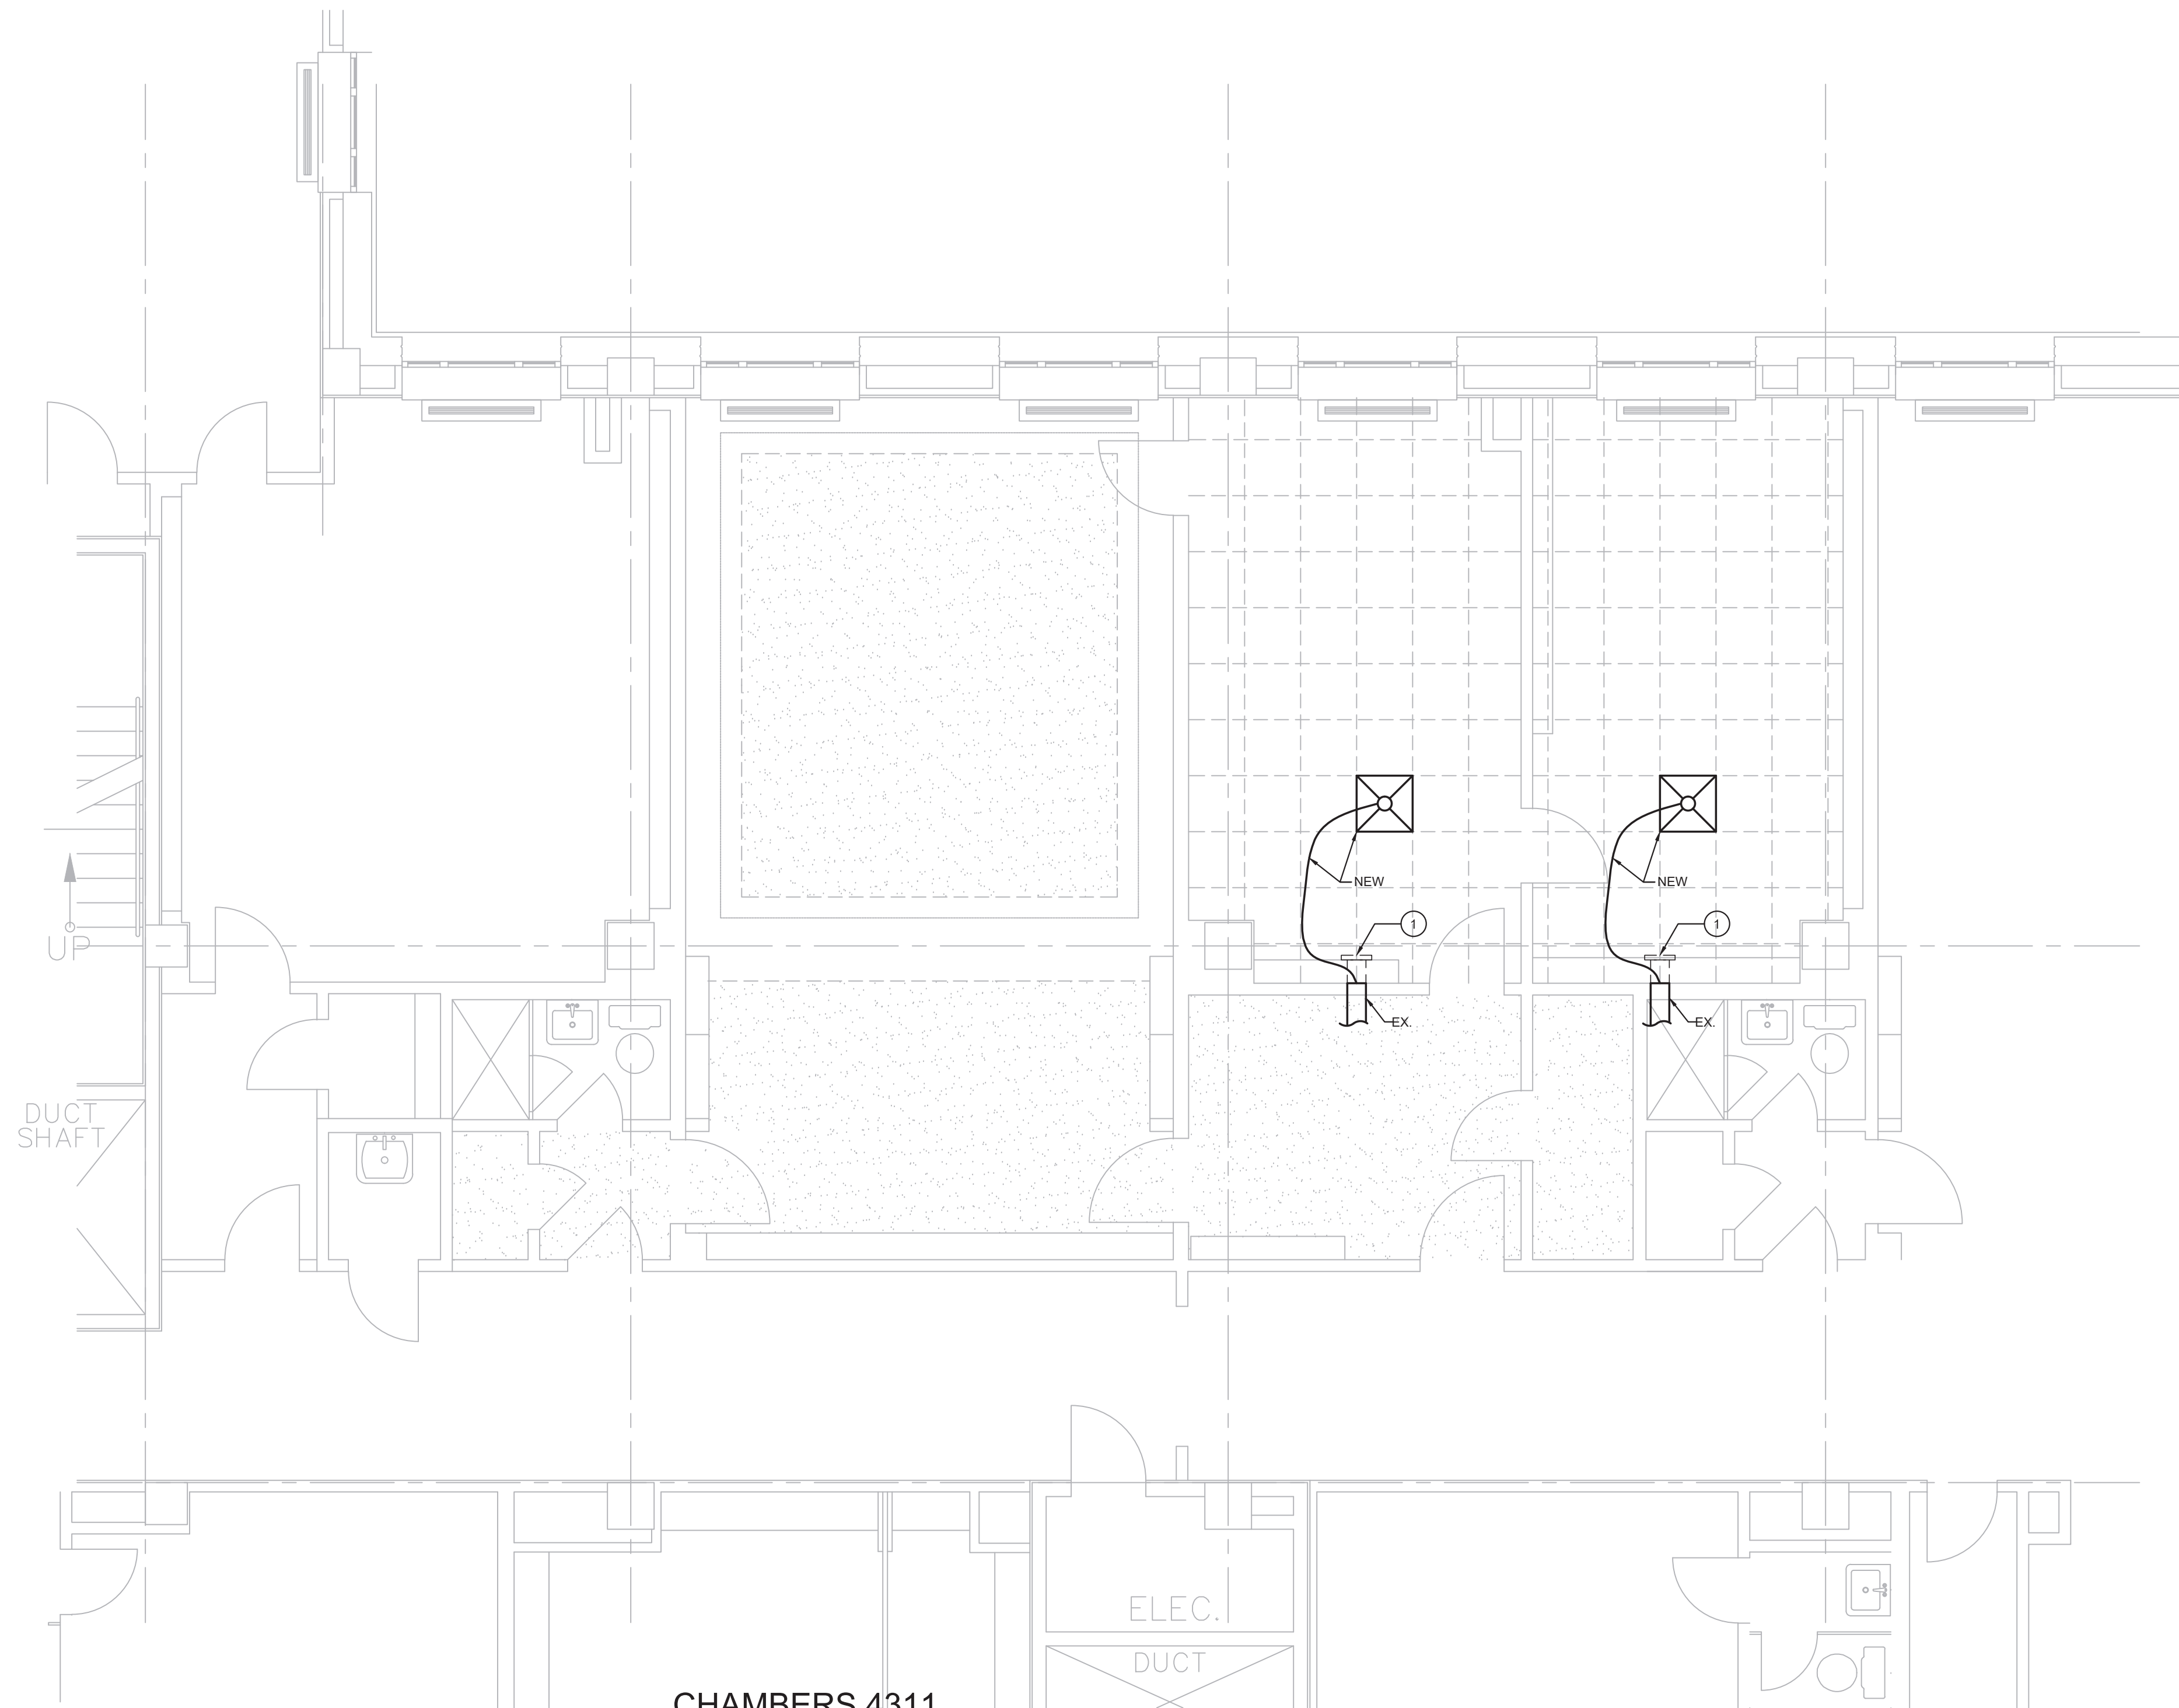 NEW
NEW
1
1
UP
EX.
EX.
DUCT
SHAFT
ELEC.
DUCT
CHAMBERS 4311